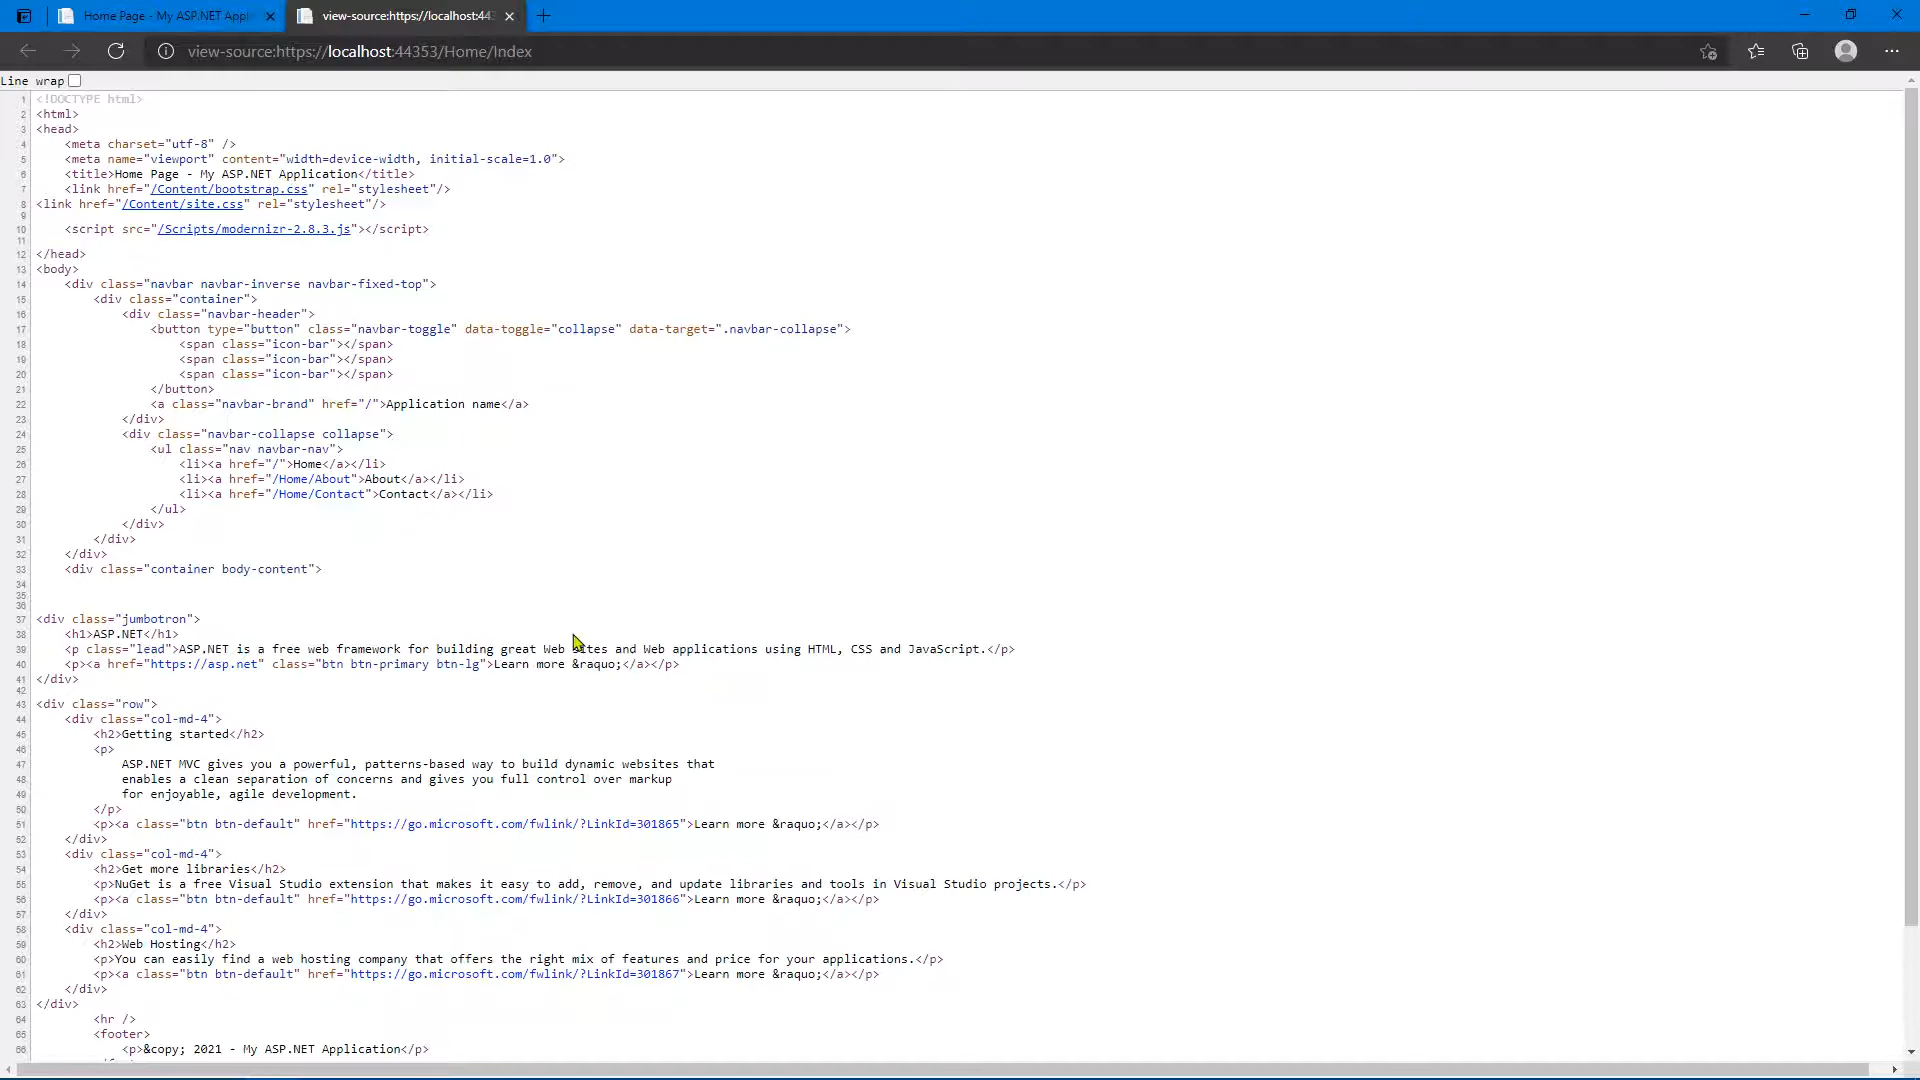 Home Page - My ASP.NET Appl
view-source:https://localhost:44
view-source:https://localhost:44353/Home/Index
Line wrap
1 <!DOCTYPE html>
2 <html>
3 <head>
4 <meta charset="utf-8" />
5 <meta name="viewport" content="width=device-width, initial-scale=1.0">
6 <title>Home Page - My ASP.NET Application</title>
7 <link href="/Content/bootstrap.css" rel="stylesheet"/>
8 <link href="/Content/site.css" rel="stylesheet"/>
9
10 <script src="/Scripts/modernizr-2.8.3.js"></script>
11
12 </head>
13 <body>
14 <div class="navbar navbar-inverse navbar-fixed-top">
15 <div class="container">
16 <div class="navbar-header">
17 <button type="button" class="navbar-toggle" data-toggle="collapse" data-target=".navbar-collapse">
18 <span class="icon-bar"></span>
19 <span class="icon-bar"></span>
20 <span class="icon-bar"></span>
21 </button>
22 <a class="navbar-brand" href="/">Application name</a>
23 </div>
24 <div class="navbar-collapse collapse">
25 <ul class="nav navbar-nav">
26 <li><a href="/">Home</a></li>
27 <li><a href="/Home/About">About</a></li>
28 <li><a href="/Home/Contact">Contact</a></li>
29 </ul>
30 </div>
31 </div>
32 </div>
33 <div class="container body-content">
34
35
36
37 <div class="jumbotron">
38 <h1>ASP.NET</h1>
39 <p class="lead">ASP.NET is a free web framework for building great Web sites and Web applications using HTML, CSS and JavaScript.</p>
40 <p><a href="https://asp.net" class="btn btn-primary btn-lg">Learn more &raquo;</a></p>
41 </div>
42
43 <div class="row">
44 <div class="col-md-4">
45 <h2>Getting started</h2>
46 <p>
47 ASP.NET MVC gives you a powerful, patterns-based way to build dynamic websites that
48 enables a clean separation of concerns and gives you full control over markup
49 for enjoyable, agile development.
50 </p>
51 <p><a class="btn btn-default" href="https://go.microsoft.com/fwlink/?LinkId=301865">Learn more &raquo;</a></p>
52 </div>
53 <div class="col-md-4">
54 <h2>Get more libraries</h2>
55 <p>NuGet is a free Visual Studio extension that makes it easy to add, remove, and update libraries and tools in Visual Studio projects.</p>
56 <p><a class="btn btn-default" href="https://go.microsoft.com/fwlink/?LinkId=301866">Learn more &raquo;</a></p>
57 </div>
58 <div class="col-md-4">
59 <h2>Web Hosting</h2>
60 <p>You can easily find a web hosting company that offers the right mix of features and price for your applications.</p>
61 <p><a class="btn btn-default" href="https://go.microsoft.com/fwlink/?LinkId=301867">Learn more &raquo;</a></p>
62 </div>
63 </div>
64 <hr />
65 <footer>
66 <p>&copy; 2021 - My ASP.NET Application</p>